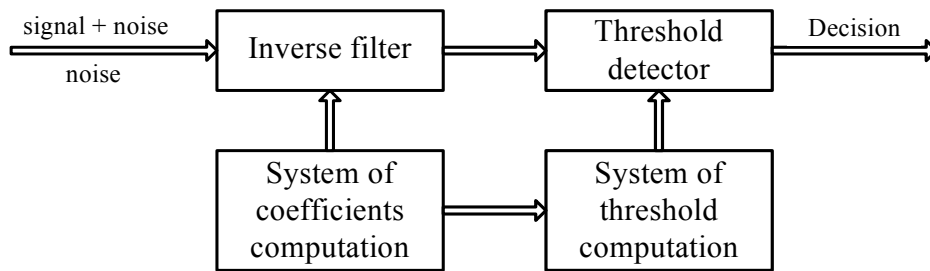 signal + noise
noise
Inverse filter
Threshold
detector
Decision
System of
coefficients
computation
System of
threshold
computation